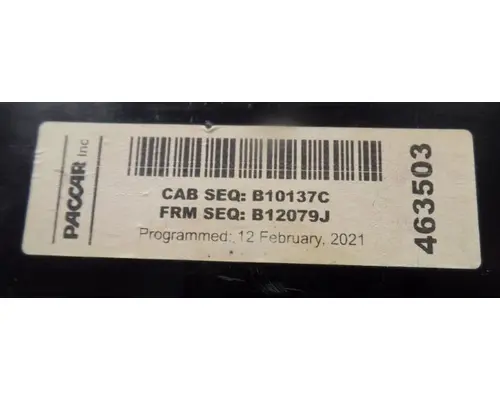 PACCAR inc
CAB SEQ: B10137C
FRM SEQ: B12079J
Programmed: 12 February, 2021
463503